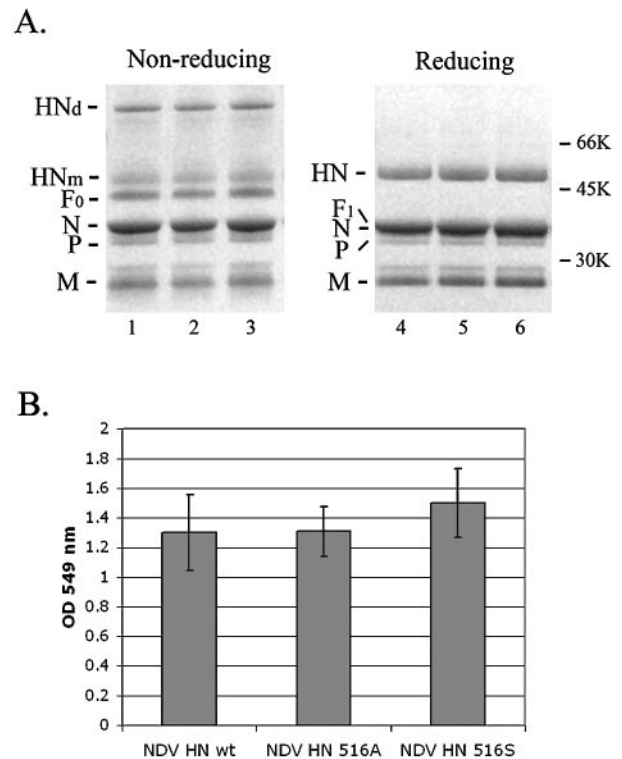 A.
Non-reducing
Reducing
HNd
HNm
F0
N
P
M
1 2 3
HN
F1
N
P
M
66K
45K
30K
4 5 6
B.
OD 549 nm
2
1.8
1.6
1.4
1.2
1
0.8
0.6
0.4
0.2
0
NDV HN wt NDV HN 516A NDV HN 516S